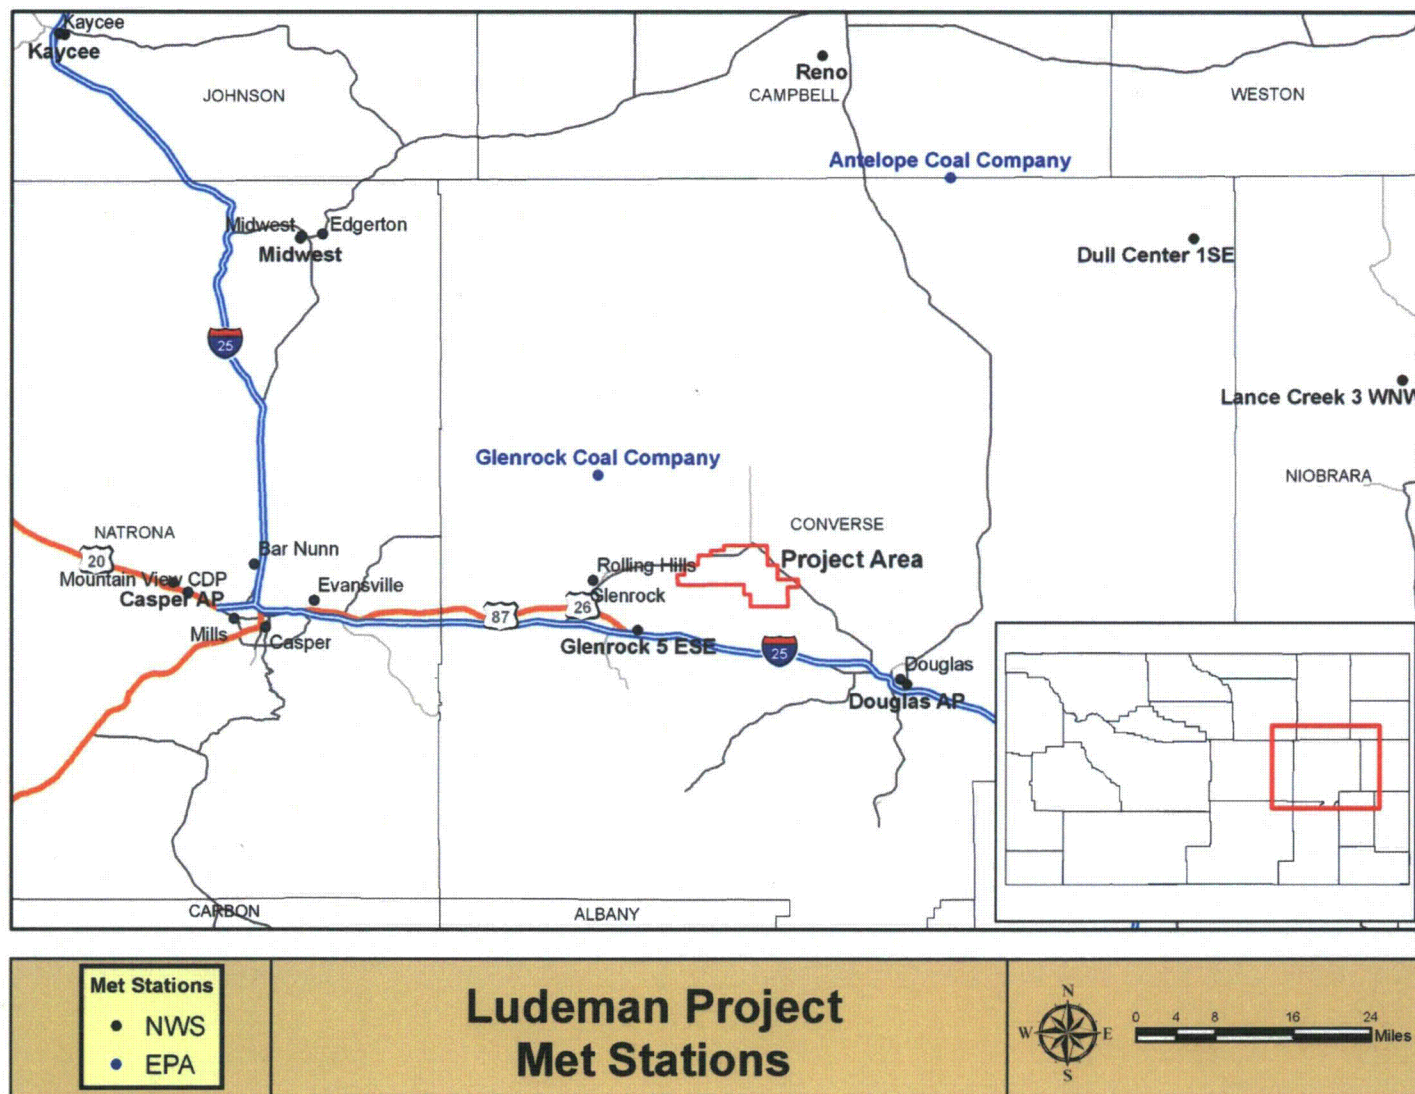 Kaycee
Kaycee
JOHNSON
Reno
CAMPBELL
WESTON
Antelope Coal Company
Midwest
Edgerton
Midwest
Dull Center 1SE
25
Lance Creek 3 WNW
Glenrock Coal Company
NIOBRARA
NATRONA
CONVERSE
20
Bar Nunn
Project Area
Mountain View CDP
Rolling Hills
Casper AP
Evansville
Glenrock
87
26
Mills
Casper
Glenrock 5 ESE
25
Douglas
Douglas AP
CARBON
ALBANY
Met Stations
NWS
EPA
Ludeman Project
Met Stations
N
W
E
S
0 4 8 16 24
Miles